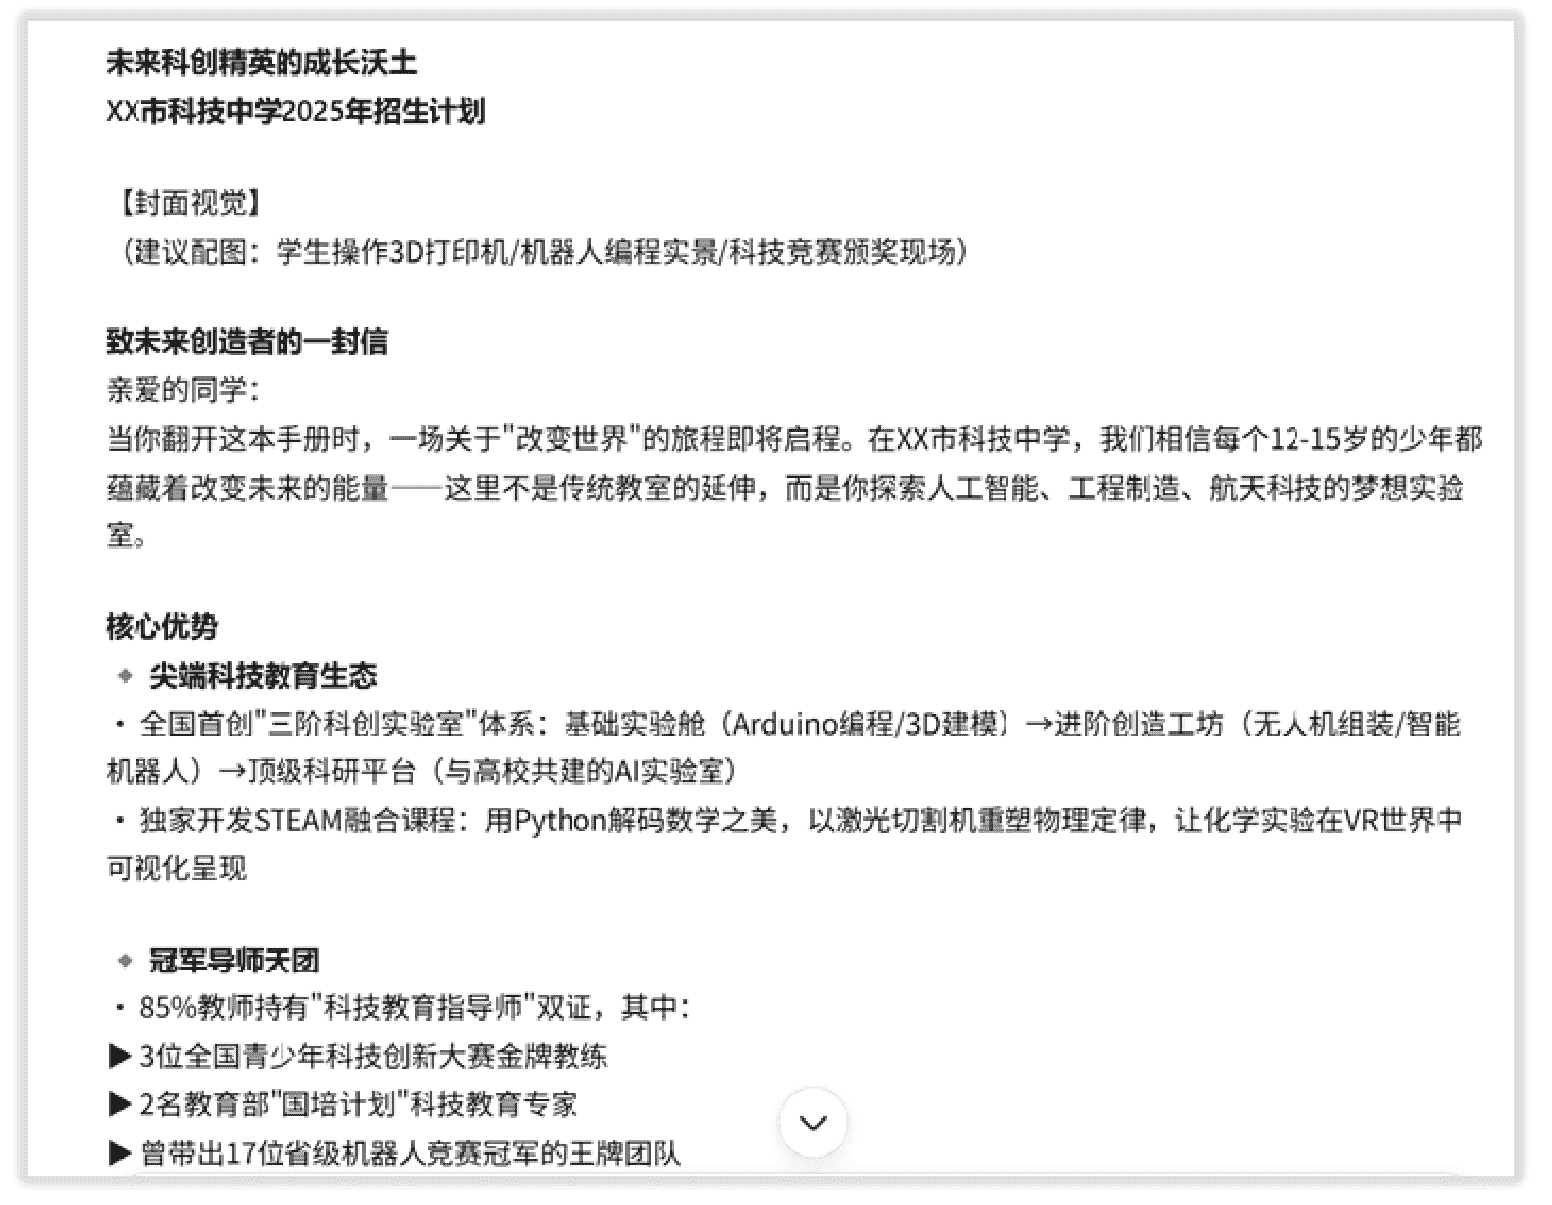 未来科创精英的成长沃土
XX市科技中学2025年招生计划
【封面视觉】
（建议配图：学生操作3D打印机/机器人编程实景/科技竞赛颁奖现场）
致未来创造者的一封信
亲爱的同学：
当你翻开这本手册时，一场关于"改变世界"的旅程即将启程。在XX市科技中学，我们相信每个12-15岁的少年都
蕴藏着改变未来的能量——这里不是传统教室的延伸，而是你探索人工智能、工程制造、航天科技的梦想实验
室。
核心优势
🔹 尖端科技教育生态
• 全国首创"三阶科创实验室"体系：基础实验舱（Arduino编程/3D建模）→进阶创造工坊（无人机组装/智能
机器人）→顶级科研平台（与高校共建的AI实验室）
• 独家开发STEAM融合课程：用Python解码数学之美，以激光切割机重塑物理定律，让化学实验在VR世界中
可视化呈现
🔹 冠军导师天团
• 85%教师持有"科技教育指导师"双证，其中：
▶ 3位全国青少年科技创新大赛金牌教练
▶ 2名教育部"国培计划"科技教育专家
▶ 曾带出17位省级机器人竞赛冠军的王牌团队